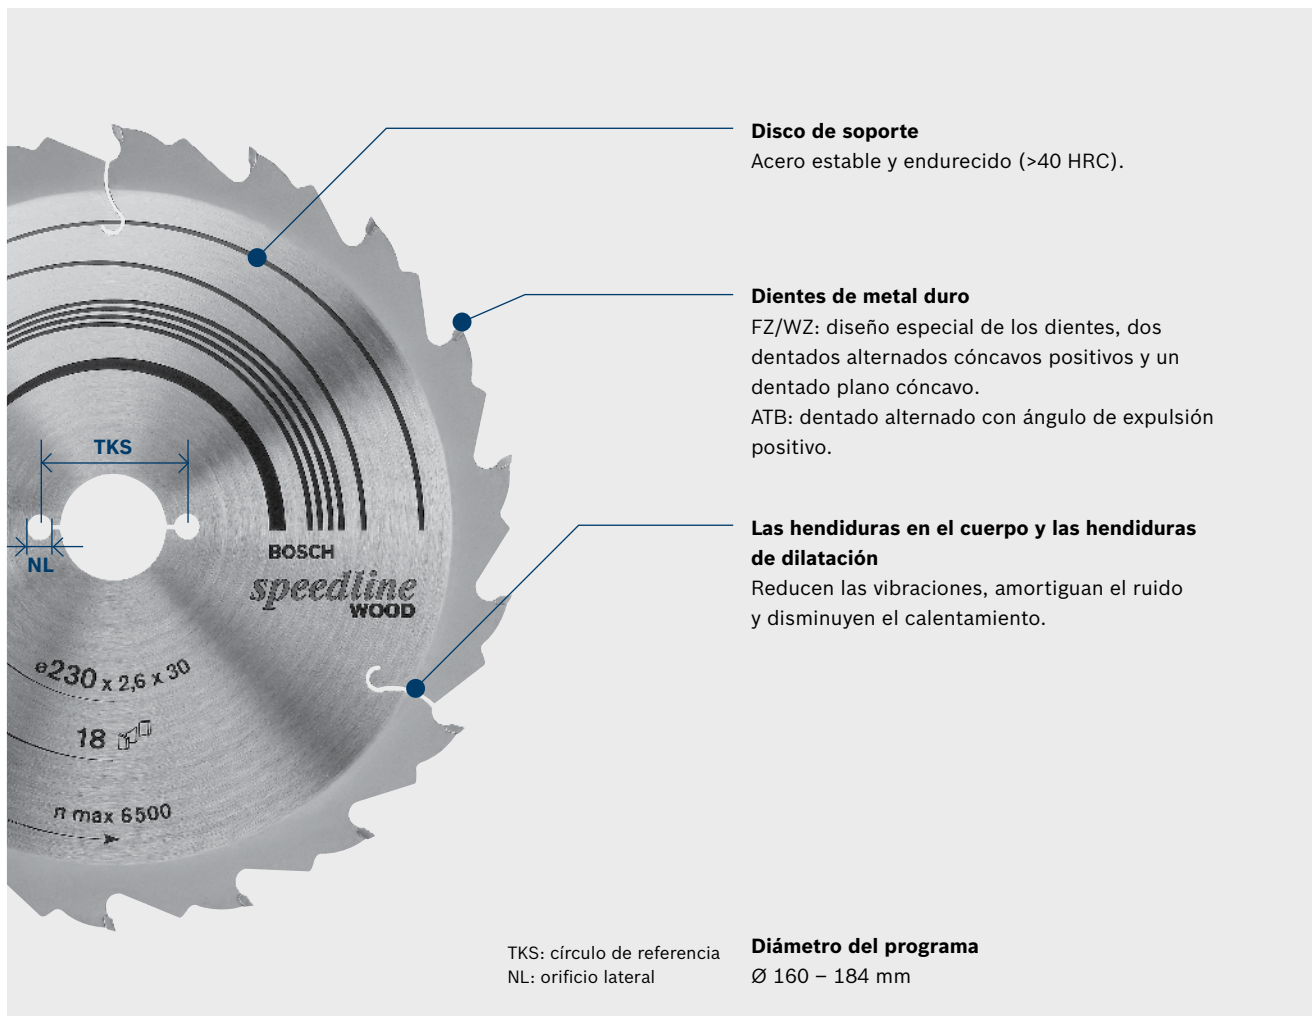 Disco de soporte
Acero estable y endurecido (>40 HRC).
Dientes de metal duro
FZ/WZ: diseño especial de los dientes, dos
dentados alternados cóncavos positivos y un
dentado plano cóncavo.
ATB: dentado alternado con ángulo de expulsión
positivo.
TKS
NL
Las hendiduras en el cuerpo y las hendiduras
de dilatación
Reducen las vibraciones, amortiguan el ruido
y disminuyen el calentamiento.
BOSCH
speedline
WOOD
ø230 x 2,6 x 30
18
n max 6500
TKS: círculo de referencia
NL: orificio lateral
Diámetro del programa
Ø 160 – 184 mm